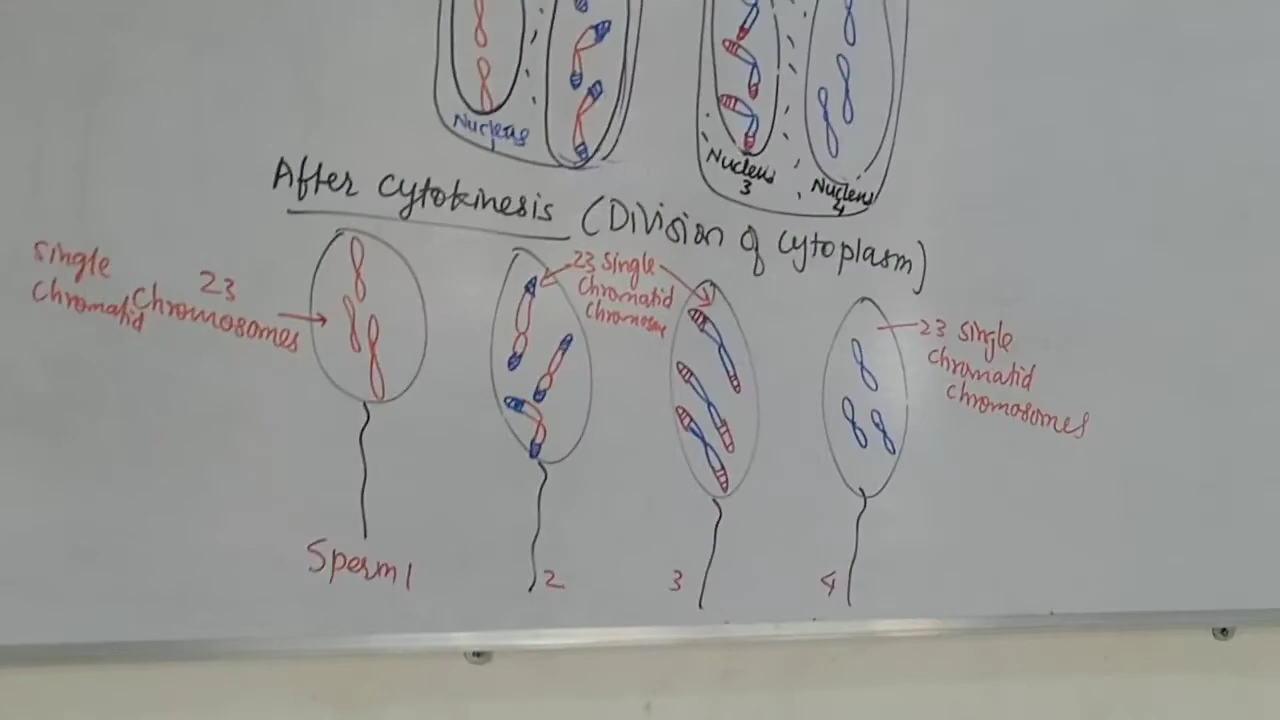 Nucleus
1
Nucleus
3
Nucleus
4
After Cytokinesis (Division of cytoplasm)
single
chromatid
23
chromosomes
23 single
chromatid
chromosome
23 single
chromatid
chromosomes
Sperm 1
2
3
4